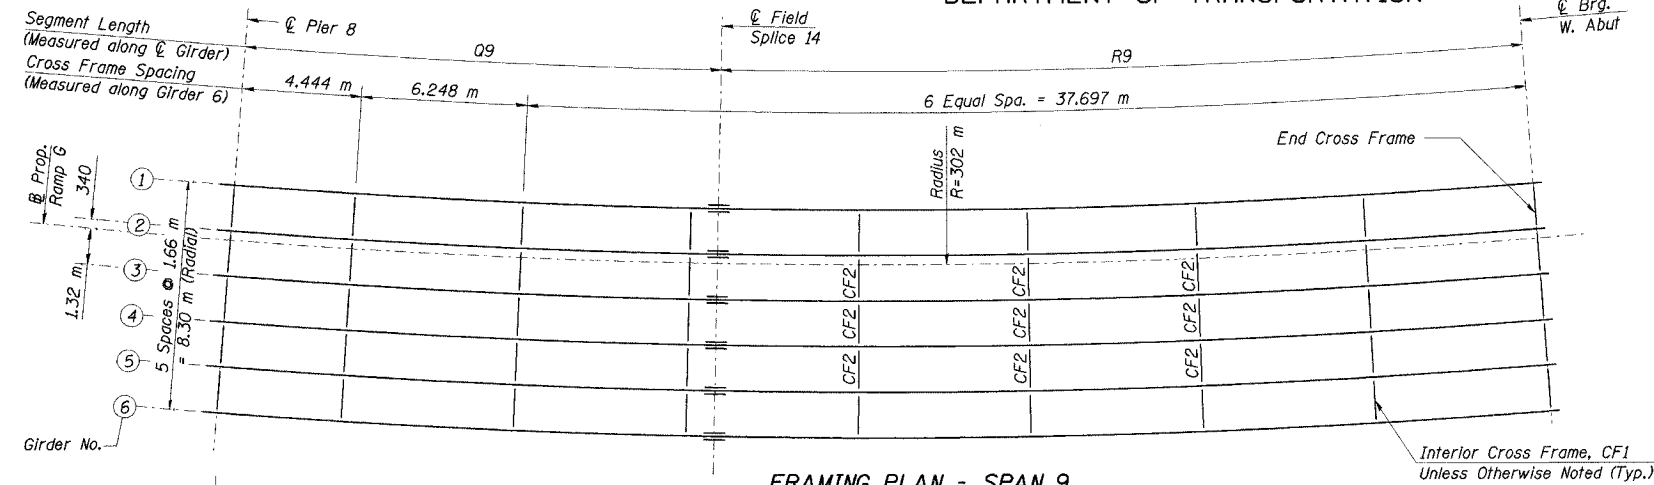 DEPARTMENT OF TRANSPORTATION
Segment Length
(Measured along ℄ Girder)
Cross Frame Spacing
(Measured along Girder 6)
℄ Pier 8
℄ Field
Splice 14
℄ Brg.
W. Abut
Q9
R9
4.444 m
6.248 m
6 Equal Spa. = 37.697 m
End Cross Frame
Radius
R=302 m
Prop.
Ramp G
340
1.32 m
5 Spaces @ 1.66 m
= 8.30 m (Radial)
1
2
3
4
5
6
CF2 CF2 CF2
CF2 CF2 CF2
CF2 CF2 CF2
Girder No.
Interior Cross Frame, CF1
Unless Otherwise Noted (Typ.)
FRAMING PLAN - SPAN 9